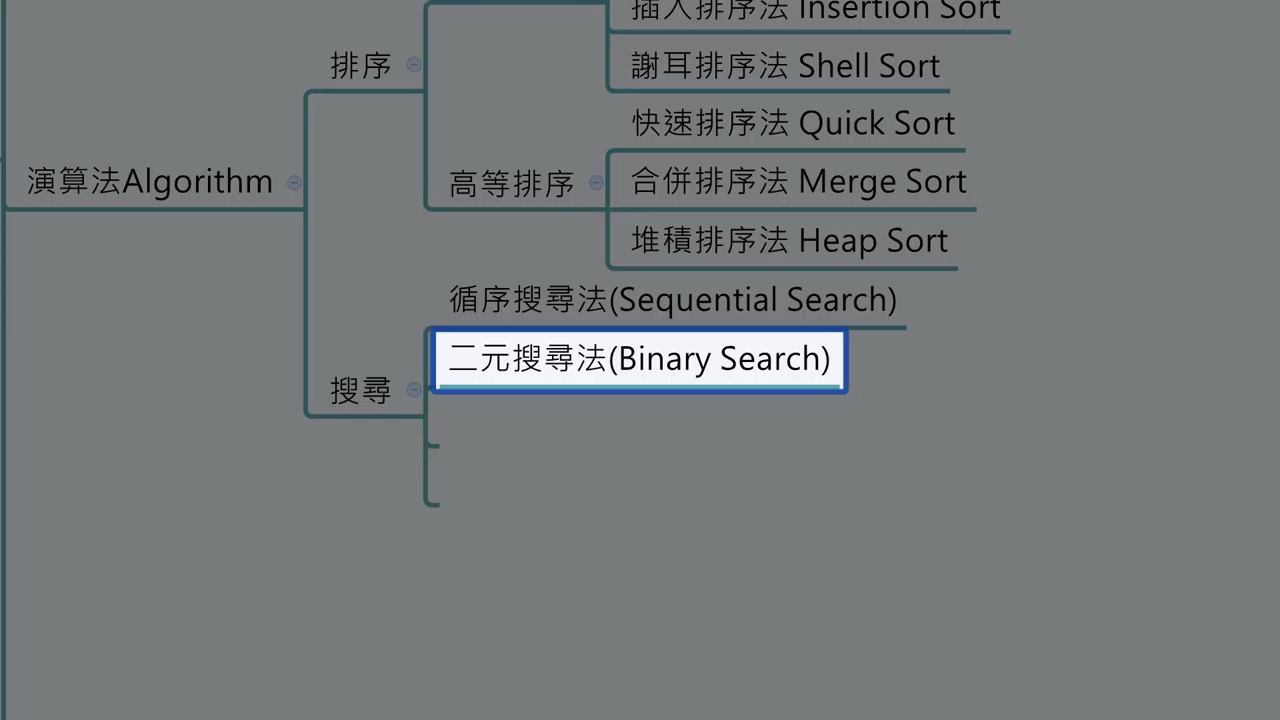 插入排序法 Insertion Sort
排序
謝耳排序法 Shell Sort
快速排序法 Quick Sort
演算法Algorithm
高等排序
合併排序法 Merge Sort
堆積排序法 Heap Sort
循序搜尋法(Sequential Search)
二元搜尋法(Binary Search)
搜尋